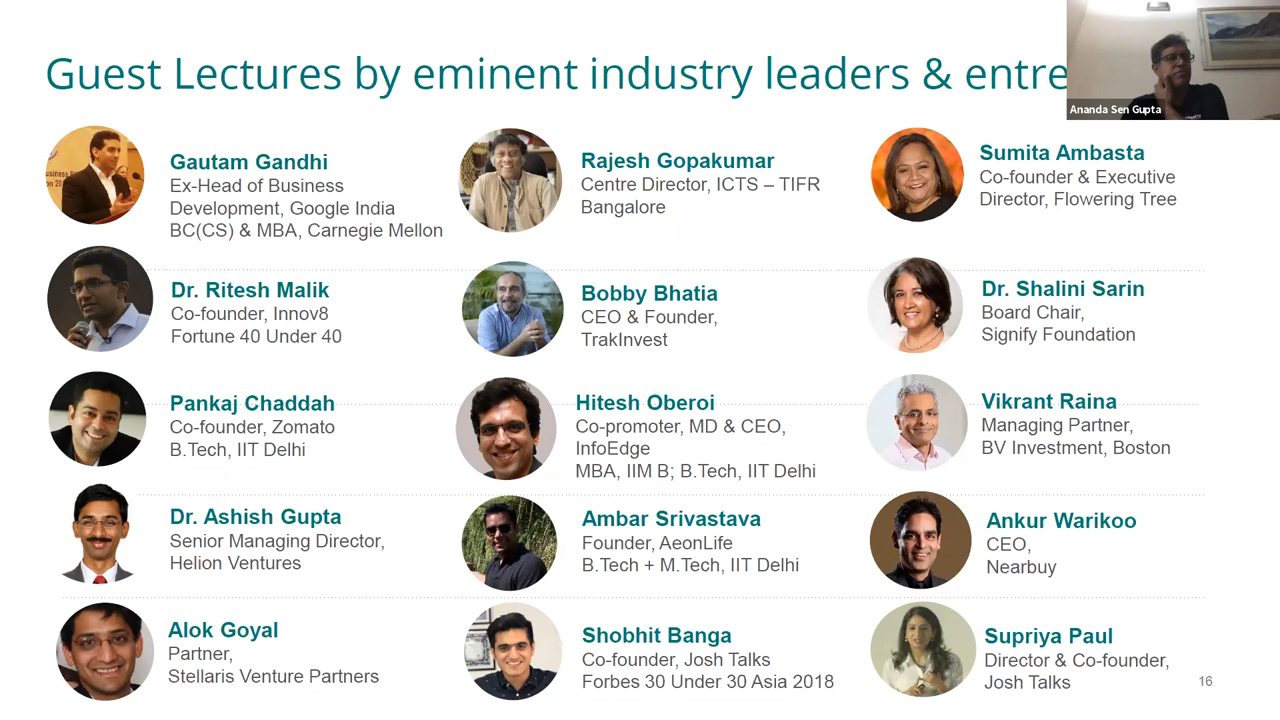 Guest Lectures by eminent industry leaders & entre
Ananda Sen Gupta
Gautam Gandhi
Ex-Head of Business
Development, Google India
BC(CS) & MBA, Carnegie Mellon
Rajesh Gopakumar
Centre Director, ICTS – TIFR
Bangalore
Sumita Ambasta
Co-founder & Executive
Director, Flowering Tree
Dr. Ritesh Malik
Co-founder, Innov8
Fortune 40 Under 40
Bobby Bhatia
CEO & Founder,
TrakInvest
Dr. Shalini Sarin
Board Chair,
Signify Foundation
Pankaj Chaddah
Co-founder, Zomato
B.Tech, IIT Delhi
Hitesh Oberoi
Co-promoter, MD & CEO,
InfoEdge
MBA, IIM B; B.Tech, IIT Delhi
Vikrant Raina
Managing Partner,
BV Investment, Boston
Dr. Ashish Gupta
Senior Managing Director,
Helion Ventures
Ambar Srivastava
Founder, AeonLife
B.Tech + M.Tech, IIT Delhi
Ankur Warikoo
CEO,
Nearbuy
Alok Goyal
Partner,
Stellaris Venture Partners
Shobhit Banga
Co-founder, Josh Talks
Forbes 30 Under 30 Asia 2018
Supriya Paul
Director & Co-founder,
Josh Talks
16